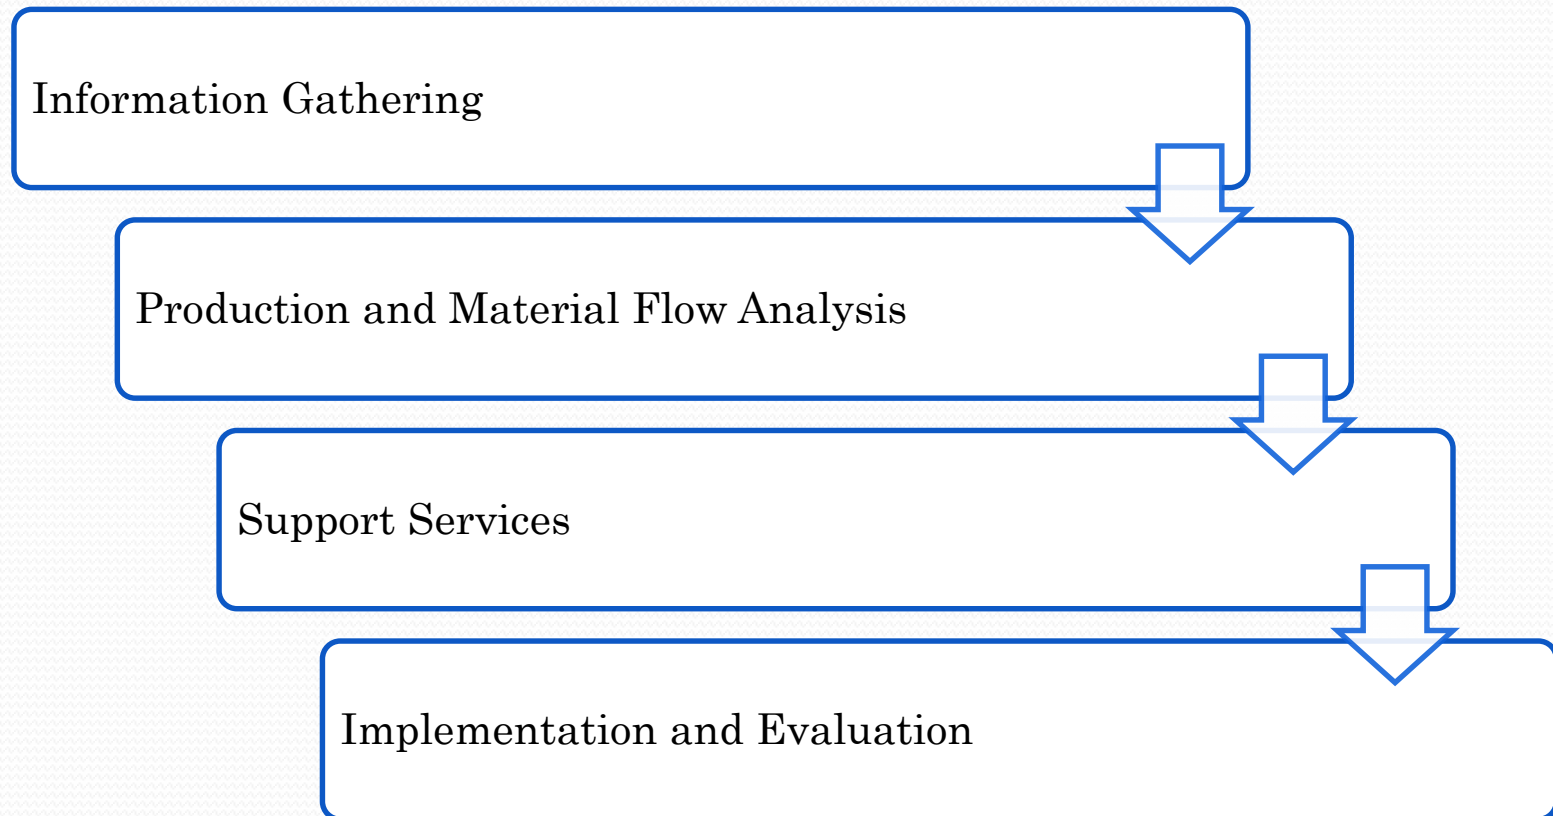 Information Gathering
Production and Material Flow Analysis
Support Services
Implementation and Evaluation